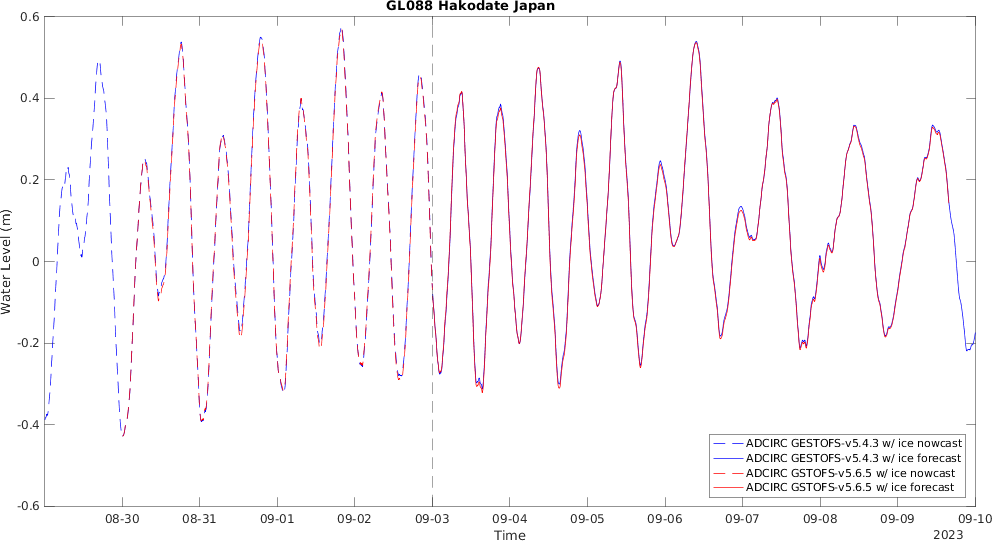 GL088 Hakodate Japan
0.6
0.4
0.2
0
-0.2
-0.4
-0.6
Water Level (m)
ADCIRC GESTOFS-v5.4.3 w/ ice nowcast
ADCIRC GESTOFS-v5.4.3 w/ ice forecast
ADCIRC GSTOFS-v5.6.5 w/ ice nowcast
ADCIRC GSTOFS-v5.6.5 w/ ice forecast
08-30 08-31 09-01 09-02 09-03 09-04 09-05 09-06 09-07 09-08 09-09 09-10
Time
2023